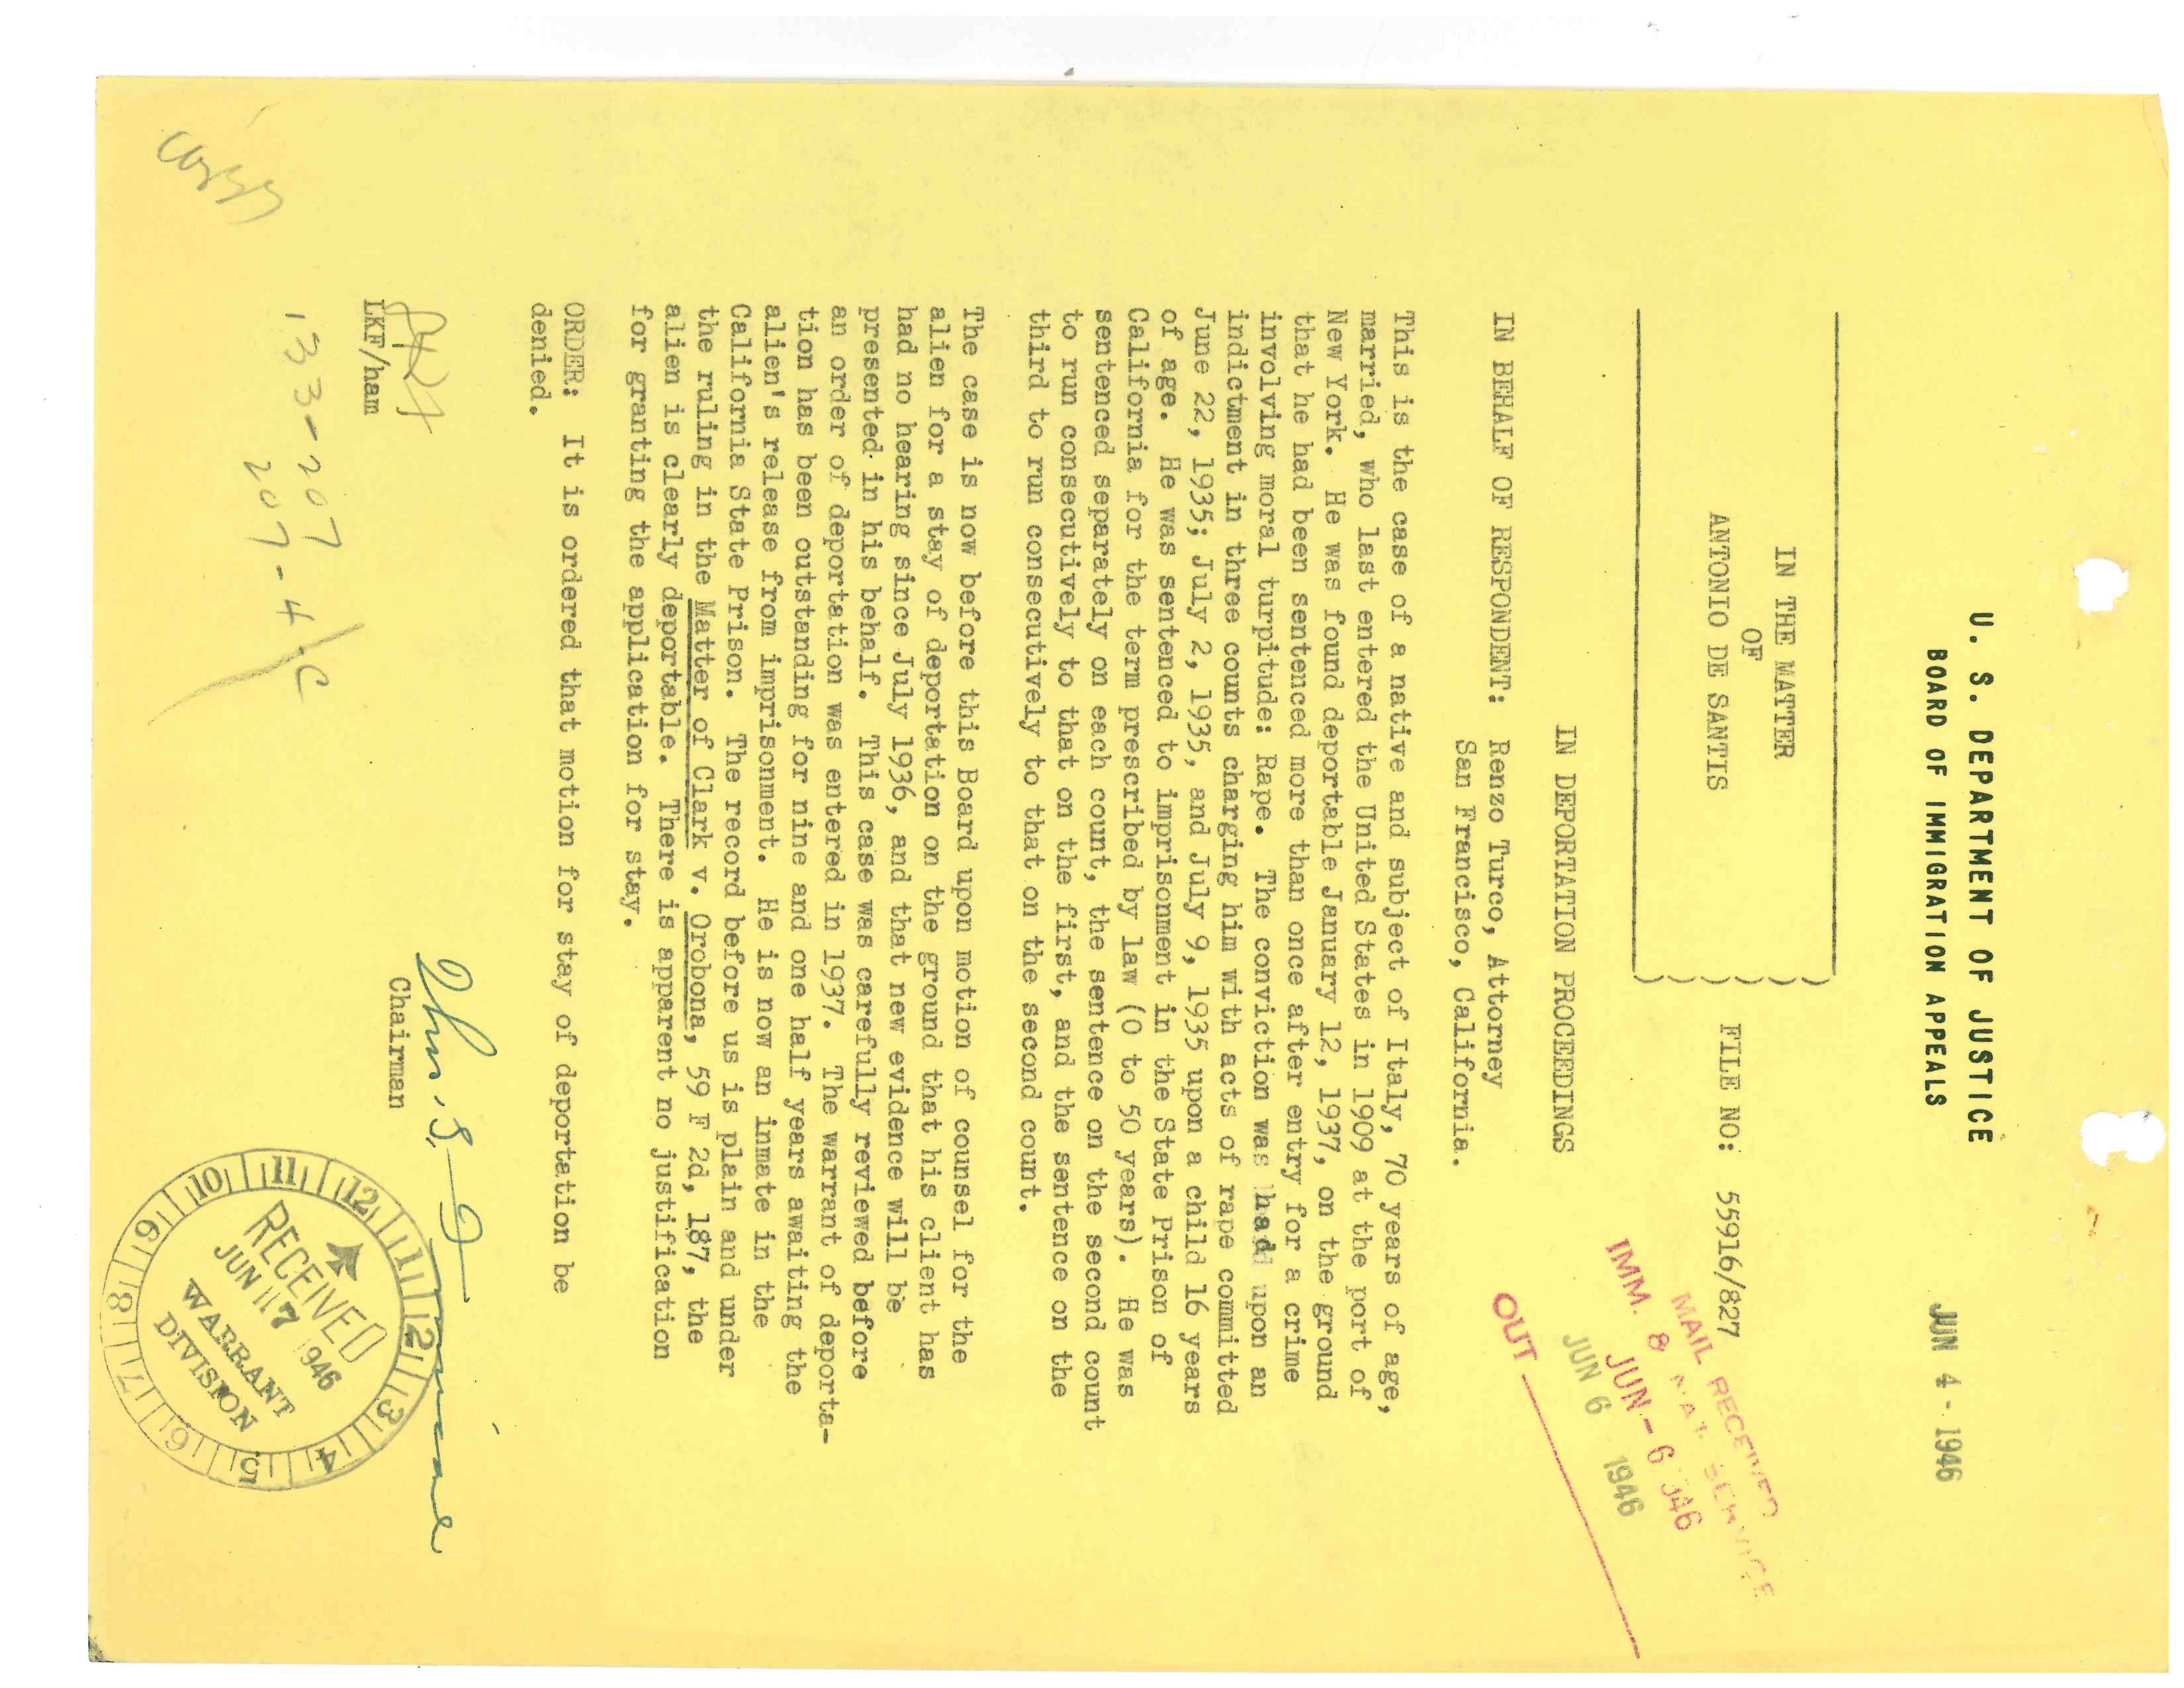 U. S. DEPARTMENT OF JUSTICE
BOARD OF IMMIGRATION APPEALS
JUN 4 - 1946
IN THE MATTER
OF
ANTONIO DE SANTIS
FILE NO: 55916/827
MAIL RECEIVED
IMM. & NAT. SERVICE
JUN - 6 1946
JUN 6 1946
OUT
IN DEPORTATION PROCEEDINGS
IN BEHALF OF RESPONDENT: Renzo Turco, Attorney
San Francisco, California.
This is the case of a native and subject of Italy, 70 years of age,
married, who last entered the United States in 1909 at the port of
New York. He was found deportable January 12, 1937, on the ground
that he had been sentenced more than once after entry for a crime
involving moral turpitude: Rape. The conviction was had upon an
indictment in three counts charging him with acts of rape committed
June 22, 1935; July 2, 1935, and July 9, 1935 upon a child 16 years
of age. He was sentenced to imprisonment in the State Prison of
California for the term prescribed by law (0 to 50 years). He was
sentenced separately on each count, the sentence on the second count
to run consecutively to that on the first, and the sentence on the
third to run consecutively to that on the second count.
The case is now before this Board upon motion of counsel for the
alien for a stay of deportation on the ground that his client has
had no hearing since July 1936, and that new evidence will be
presented in his behalf. This case was carefully reviewed before
an order of deportation was entered in 1937. The warrant of deporta-
tion has been outstanding for nine and one half years awaiting the
alien's release from imprisonment. He is now an inmate in the
California State Prison. The record before us is plain and under
the ruling in the Matter of Clark v. Orobona, 59 F 2d, 187, the
alien is clearly deportable. There is apparent no justification
for granting the application for stay.
ORDER: It is ordered that motion for stay of deportation be
denied.
Thos. G.
Chairman
LKF/ham
133-207
207-4-C
12 1 2 3 4 5 6 7 8 9 10 11
RECEIVED
JUN 7 1946
WARRANT
DIVISION